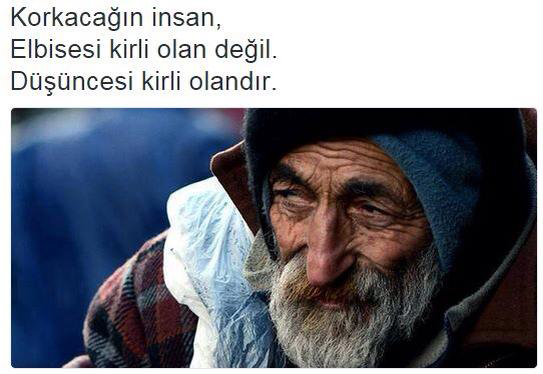 Korkacağın insan,
Elbisesi kirli olan değil.
Düşüncesi kirli olandır.